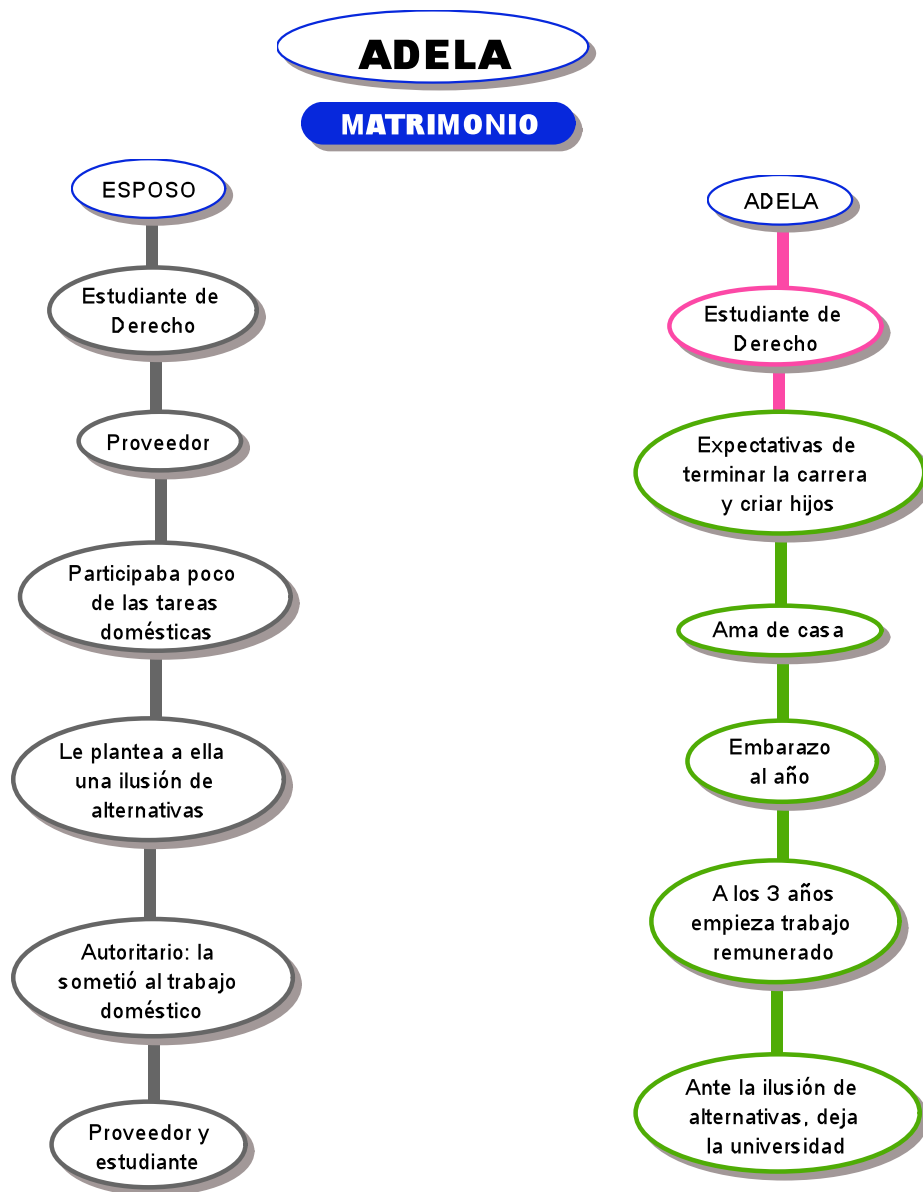 ADELA
MATRIMONIO
ESPOSO
Estudiante de
Derecho
Proveedor
Participaba poco
de las tareas
domésticas
Le plantea a ella
una ilusión de
alternativas
Autoritario: la
sometió al trabajo
doméstico
Proveedor y
estudiante
ADELA
Estudiante de
Derecho
Expectativas de
terminar la carrera
y criar hijos
Ama de casa
Embarazo
al año
A los 3 años
empieza trabajo
remunerado
Ante la ilusión de
alternativas, deja
la universidad